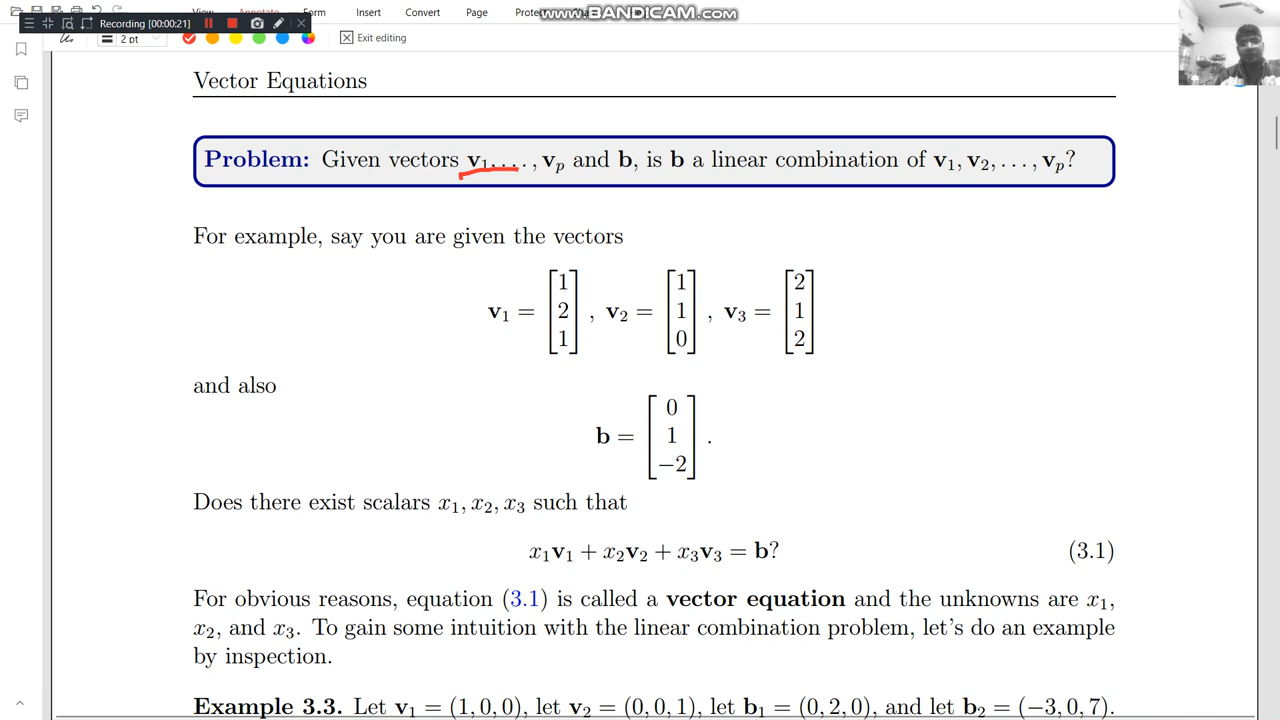 Insert Convert Page
www.BANDICAM.com
Recording [00:00:21]
2 pt
Exit editing
Vector Equations
Problem: Given vectors v₁, . . . , vₚ and b, is b a linear combination of v₁, v₂, . . . , vₚ?
For example, say you are given the vectors
v₁ = [1 2 1] , v₂ = [1 1 0] , v₃ = [2 1 2]
and also
b = [0 1 −2] .
Does there exist scalars x₁, x₂, x₃ such that
x₁v₁ + x₂v₂ + x₃v₃ = b? (3.1)
For obvious reasons, equation (3.1) is called a vector equation and the unknowns are x₁,
x₂, and x₃. To gain some intuition with the linear combination problem, let's do an example
by inspection.
Example 3.3. Let v₁ = (1, 0, 0), let v₂ = (0, 0, 1), let b₁ = (0, 2, 0), and let b₂ = (−3, 0, 7).